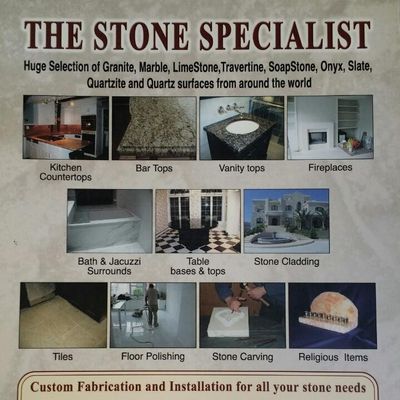 THE STONE SPECIALIST
Huge Selection of Granite, Marble, LimeStone,Travertine, SoapStone, Onyx, Slate,
Quartzite and Quartz surfaces from around the world
Kitchen
Countertops
Bar Tops
Vanity tops
Fireplaces
Bath & Jacuzzi
Surrounds
Table
bases & tops
Stone Cladding
Tiles
Floor Polishing
Stone Carving
Religious Items
Custom Fabrication and Installation for all your stone needs